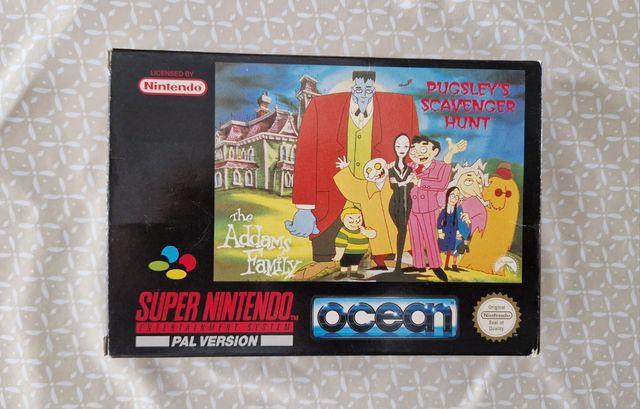 LICENSED BY
Nintendo
PUGSLEY'S
SCAVENGER
HUNT
The
Addams
Family
SUPER NINTENDO
ENTERTAINMENT SYSTEM
PAL VERSION
ocean
Original
Nintendo
Seal of
Quality